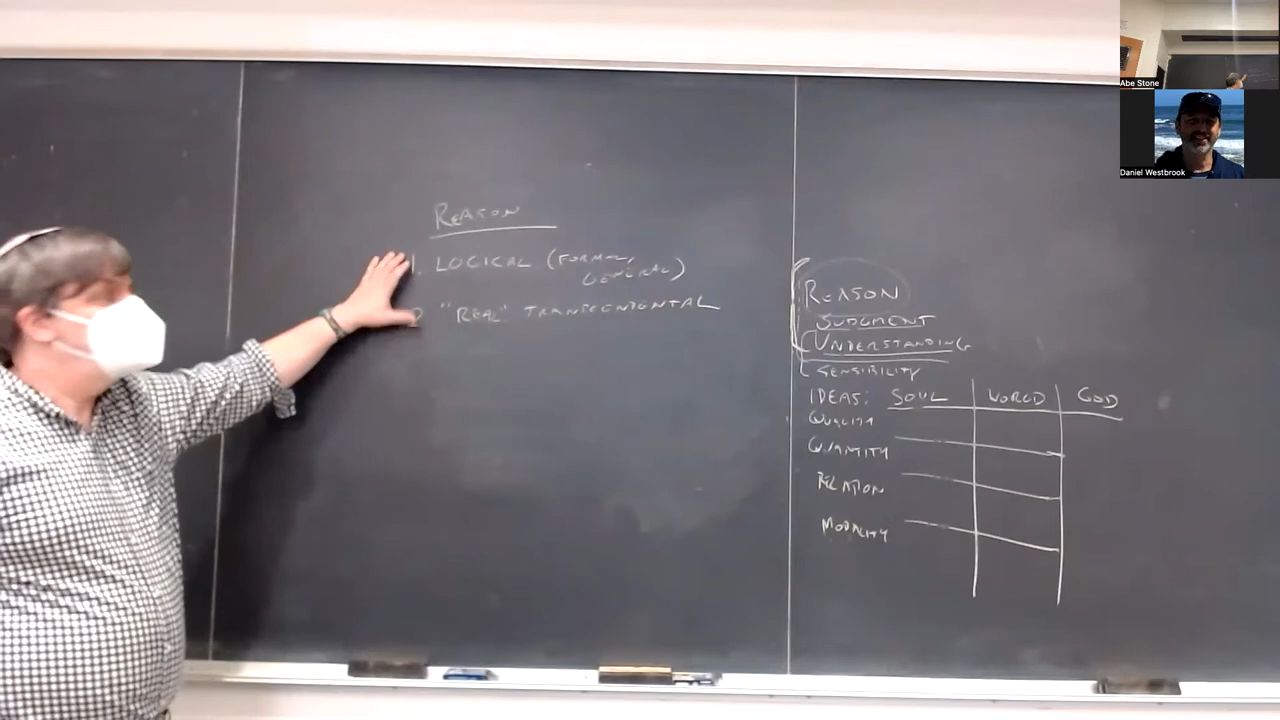 REASON
1. LOGICAL (FORMAL,
GENERAL)
"REAL" TRANSCENDENTAL
REASON
JUDGMENT
UNDERSTANDING
SENSIBILITY
IDEAS: SOUL WORLD GOD
QUALITY
QUANTITY
RELATION
MODALITY
Abe Stone
Daniel Westbrook